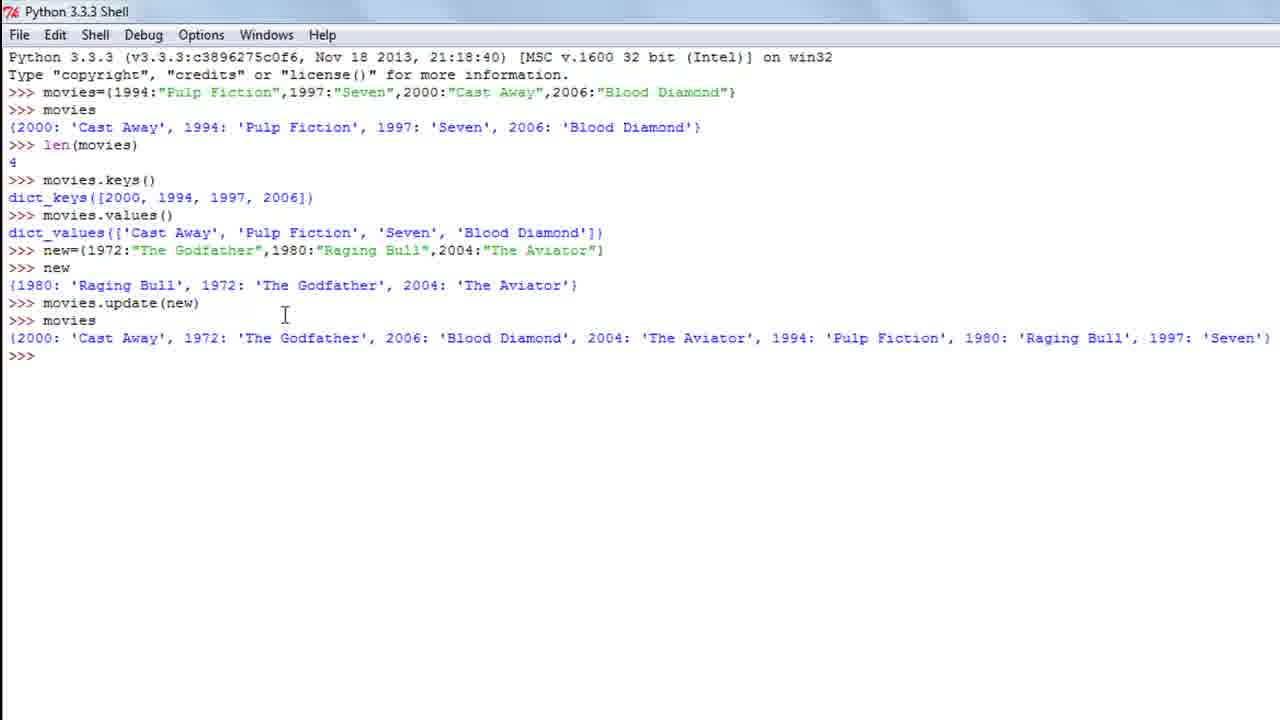 Python 3.3.3 Shell
File Edit Shell Debug Options Windows Help
Python 3.3.3 (v3.3.3:c3896275c0f6, Nov 18 2013, 21:18:40) [MSC v.1600 32 bit (Intel)] on win32
Type "copyright", "credits" or "license()" for more information.
>>> movies={1994:"Pulp Fiction",1997:"Seven",2000:"Cast Away",2006:"Blood Diamond"}
>>> movies
{2000: 'Cast Away', 1994: 'Pulp Fiction', 1997: 'Seven', 2006: 'Blood Diamond'}
>>> len(movies)
4
>>> movies.keys()
dict_keys([2000, 1994, 1997, 2006])
>>> movies.values()
dict_values(['Cast Away', 'Pulp Fiction', 'Seven', 'Blood Diamond'])
>>> new={1972:"The Godfather",1980:"Raging Bull",2004:"The Aviator"}
>>> new
{1980: 'Raging Bull', 1972: 'The Godfather', 2004: 'The Aviator'}
>>> movies.update(new)
>>> movies
{2000: 'Cast Away', 1972: 'The Godfather', 2006: 'Blood Diamond', 2004: 'The Aviator', 1994: 'Pulp Fiction', 1980: 'Raging Bull', 1997: 'Seven'}
>>>